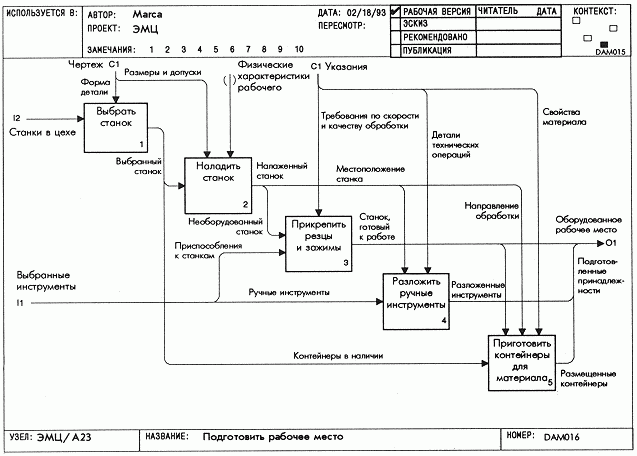 ИСПОЛЬЗУЕТСЯ В:
АВТОР: Marca
ДАТА: 02/18/93
ПРОЕКТ: ЭМЦ
ПЕРЕСМОТР:
ЗАМЕЧАНИЯ: 1 2 3 4 5 6 7 8 9 10
РАБОЧАЯ ВЕРСИЯ
ЧИТАТЕЛЬ ДАТА
ЭСКИЗ
РЕКОМЕНДОВАНО
ПУБЛИКАЦИЯ
КОНТЕКСТ:
DAM015
Чертеж C1
Размеры и допуски
Форма
детали
Физические
характеристики
рабочего
( )
C1 Указания
I2
Станки в цехе
Выбрать
станок
1
Требования по скорости
и качеству обработки
Детали
технических
операций
Свойства
материала
Выбранный
станок
Наладить
станок
2
Налаженный
станок
Местоположение
станка
Необорудованный
станок
Приспособления
к станкам
Прикрепить
резцы
и зажимы
3
Станок,
готовый
к работе
Направление
обработки
Оборудованное
рабочее место
O1
Выбранные
инструменты
I1
Ручные инструменты
Разложить
ручные
инструменты
4
Разложенные
инструменты
Подготов-
ленные
принадлеж-
ности
Контейнеры в наличии
Приготовить
контейнеры
для
материала
5
Размещенные
контейнеры
УЗЕЛ: ЭМЦ/A23
НАЗВАНИЕ: Подготовить рабочее место
НОМЕР: DAM016